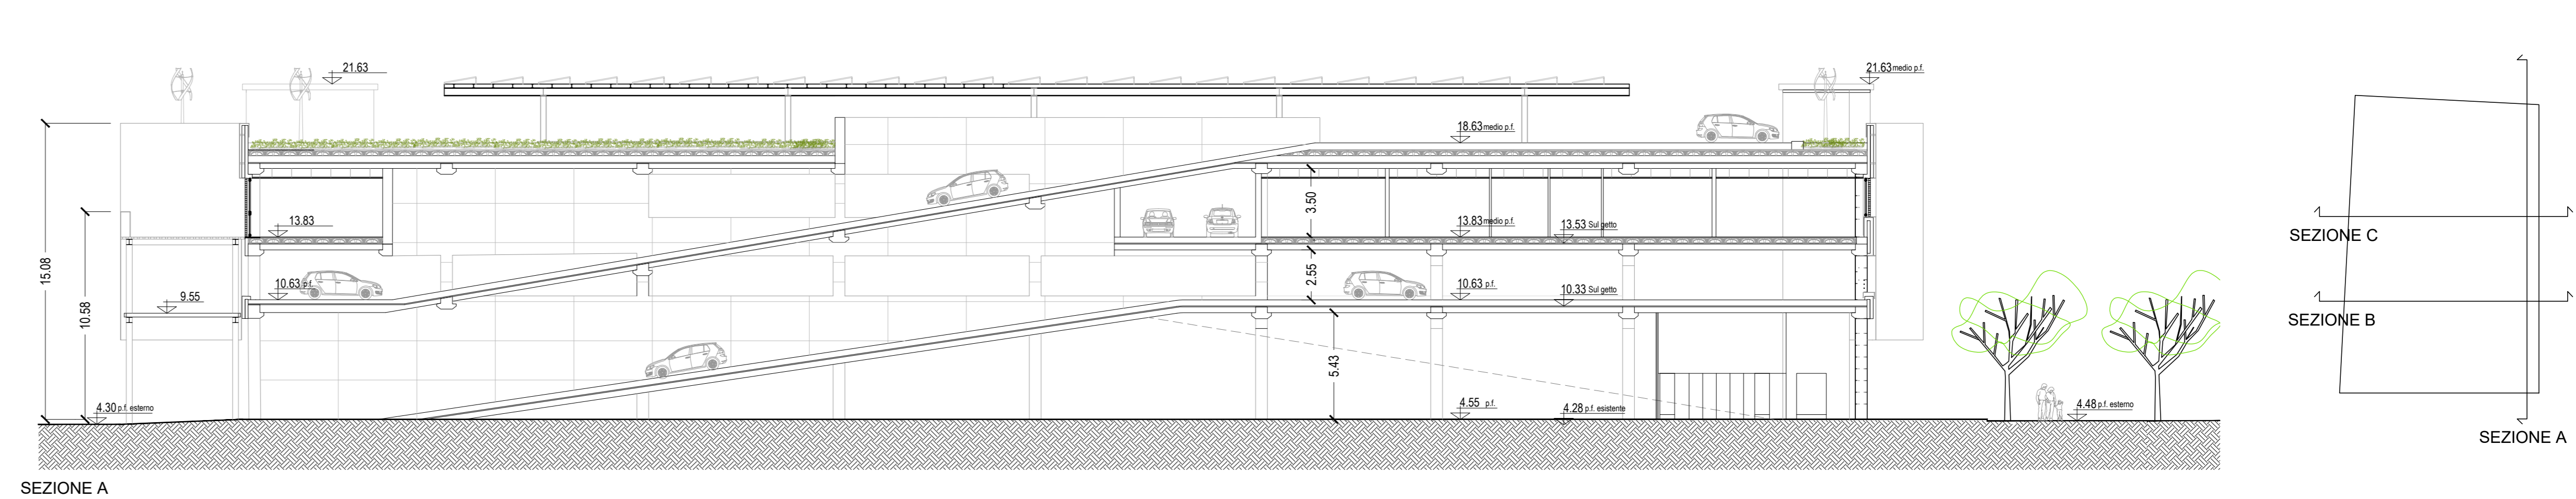 21.63
21.63 medio p.f.
18.63 medio p.f.
15.08
10.58
13.83
3.50
13.83 medio p.f.
13.53 Sul getto
9.55
10.63 p.f.
2.55
10.63 p.f.
10.33 Sul getto
5.43
4.30 p.f. esterno
4.55 p.f.
4.28 p.f. esistente
4.48 p.f. esterno
SEZIONE A
SEZIONE C
SEZIONE B
SEZIONE A